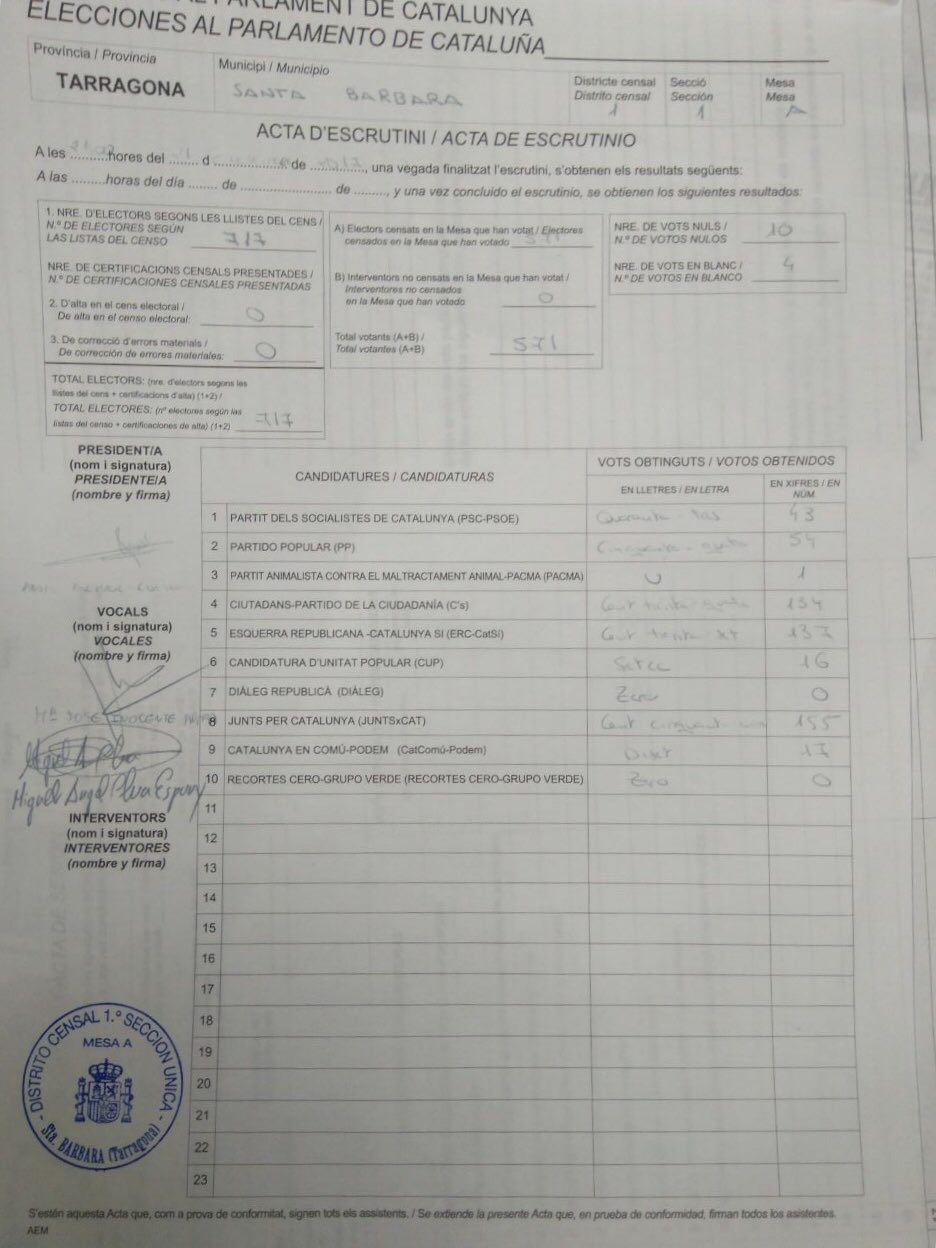 PARLAMENT DE CATALUNYA
ELECCIONES AL PARLAMENTO DE CATALUÑA
Província / Provincia
TARRAGONA
Municipi / Municipio
SANTA BARBARA
Districte censal
Distrito censal
1
Secció
Sección
1
Mesa
Mesa
A
ACTA D'ESCRUTINI / ACTA DE ESCRUTINIO
A les ..........hores del ........ d ....................... de ..............., una vegada finalitzat l'escrutini, s'obtenen els resultats següents:
A las .........horas del día ........ de ......................... de ........., y una vez concluido el escrutinio, se obtienen los siguientes resultados:
1. NRE. D'ELECTORS SEGONS LES LLISTES DEL CENS /
N.º DE ELECTORES SEGÚN
LAS LISTAS DEL CENSO 717
NRE. DE CERTIFICACIONS CENSALS PRESENTADES /
N.º DE CERTIFICACIONES CENSALES PRESENTADAS
2. D'alta en el cens electoral /
De alta en el censo electoral: 0
3. De correcció d'errors materials /
De corrección de errores materiales: 0
TOTAL ELECTORS: (nre. d'electors segons les
llistes del cens + certificacions d'alta) (1+2) /
TOTAL ELECTORES: (nº electores según las
listas del censo + certificaciones de alta) (1+2) 717
A) Electors censats en la Mesa que han votat / Electores
censados en la Mesa que han votado 571
B) Interventors no censats en la Mesa que han votat /
Interventores no censados
en la Mesa que han votado 0
Total votants (A+B) /
Total votantes (A+B) 571
NRE. DE VOTS NULS /
N.º DE VOTOS NULOS 10
NRE. DE VOTS EN BLANC /
N.º DE VOTOS EN BLANCO 4
PRESIDENT/A
(nom i signatura)
PRESIDENTE/A
(nombre y firma)
VOCALS
(nom i signatura)
VOCALES
(nombre y firma)
Mª JOSE INOCENTE
Miguel Angel
INTERVENTORS
(nom i signatura)
INTERVENTORES
(nombre y firma)
CANDIDATURES / CANDIDATURAS
VOTS OBTINGUTS / VOTOS OBTENIDOS
EN LLETRES / EN LETRA
EN XIFRES / EN NÚM.
1 PARTIT DELS SOCIALISTES DE CATALUNYA (PSC-PSOE) Quaranta-tres 43
2 PARTIDO POPULAR (PP) 54
3 PARTIT ANIMALISTA CONTRA EL MALTRACTAMENT ANIMAL-PACMA (PACMA) U 1
4 CIUTADANS-PARTIDO DE LA CIUDADANÍA (C's) 134
5 ESQUERRA REPUBLICANA -CATALUNYA SÍ (ERC-CatSí) Cent trenta set 137
6 CANDIDATURA D'UNITAT POPULAR (CUP) Setze 16
7 DIÀLEG REPUBLICÀ (DIÀLEG) Zero 0
8 JUNTS PER CATALUNYA (JUNTSxCAT) 155
9 CATALUNYA EN COMÚ-PODEM (CatComú-Podem) Disset 17
10 RECORTES CERO-GRUPO VERDE (RECORTES CERO-GRUPO VERDE) Zero 0
11
12
13
14
15
16
17
18
19
20
21
22
23
DISTRITO CENSAL 1.º SECCION UNICA
MESA A
Sta. BARBARA (Tarragona)
S'estén aquesta Acta que, com a prova de conformitat, signen tots els assistents. / Se extiende la presente Acta que, en prueba de conformidad, firman todos los asistentes.
AEM